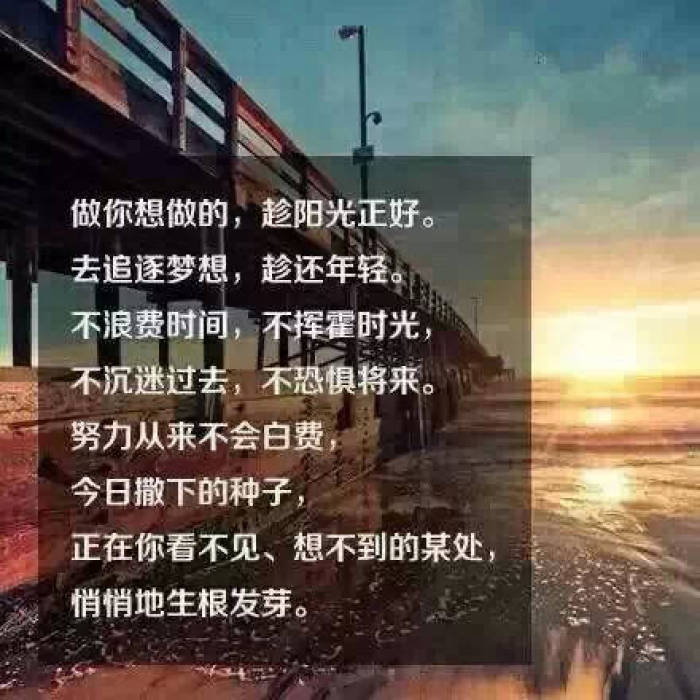 做你想做的，趁阳光正好。
去追逐梦想，趁还年轻。
不浪费时间，不挥霍时光，
不沉迷过去，不恐惧将来。
努力从来不会白费，
今日撒下的种子，
正在你看不见、想不到的某处，
悄悄地生根发芽。